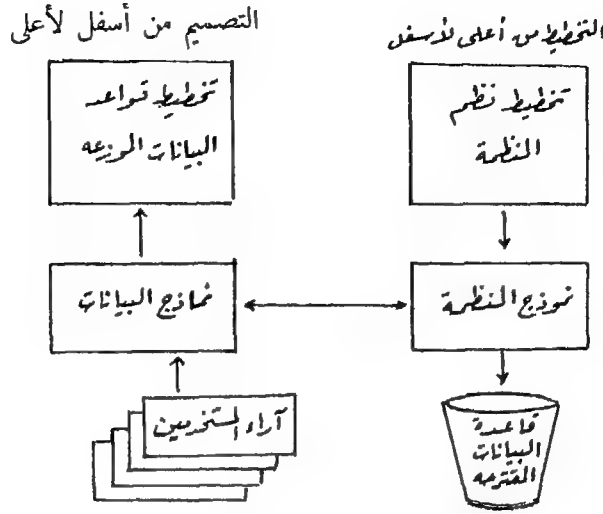 التخطيط من أعلى لأسفل
تخطيط نظم
المنظمة
نموذج المنظمة
قاعدة
البيانات
المقترحه
التصميم من أسفل لأعلى
تخطيط قواعد
البيانات الموزعه
نماذج البيانات
آراء المستخدمين